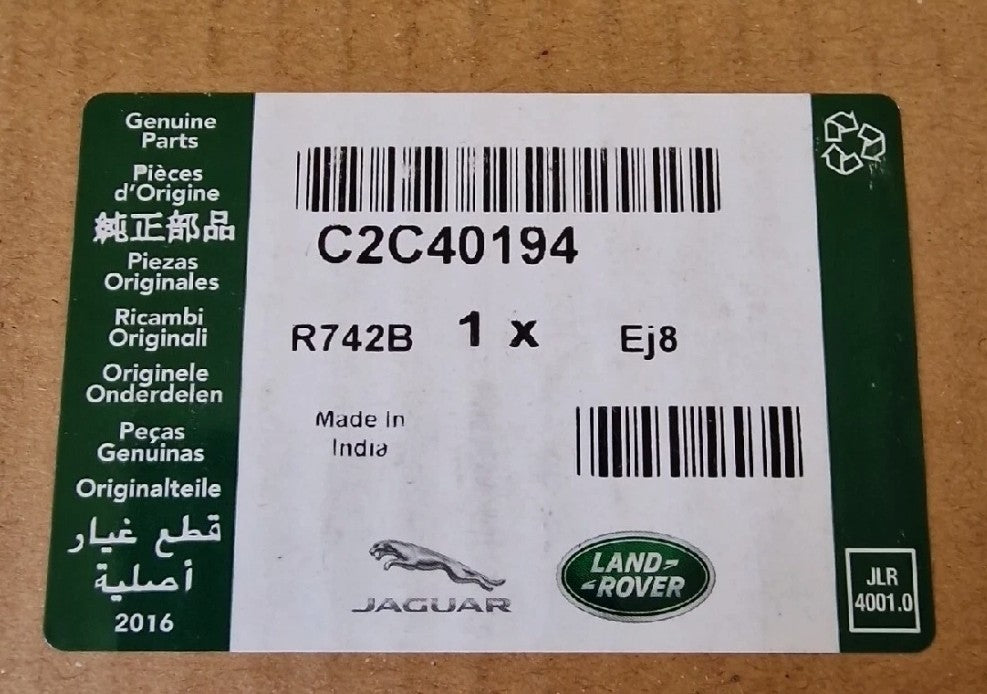 Genuine
Parts
Pièces
d'Origine
純正部品
Piezas
Originales
Ricambi
Originali
Originele
Onderdelen
Peças
Genuinas
Originalteile
قطع غيار
أصلية
2016
C2C40194
R742B 1 x Ej8
Made In
India
JAGUAR
LAND-
-ROVER
JLR
4001.0